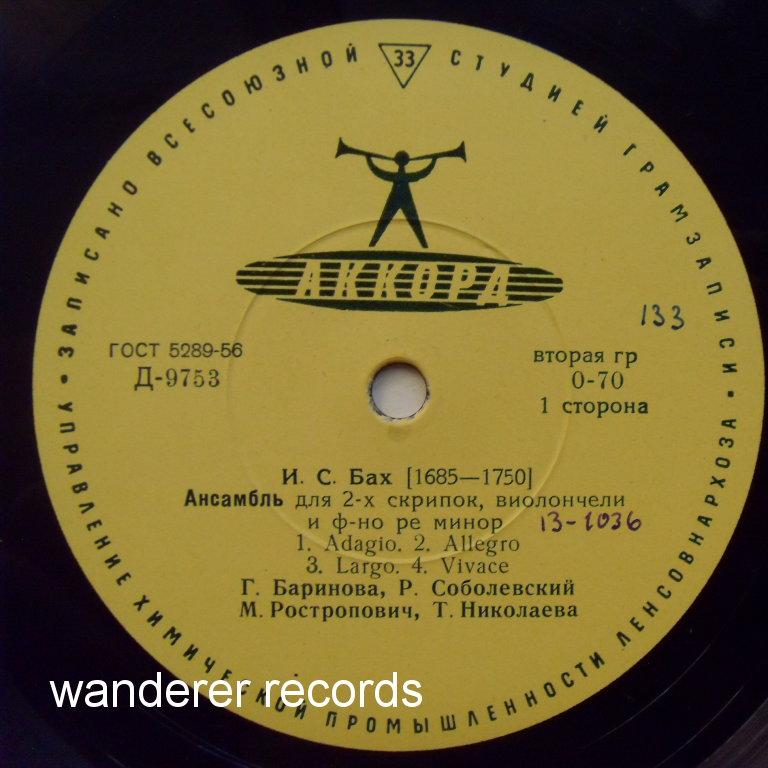 ЗАПИСАНО ВСЕСОЮЗНОЙ 33 СТУДИЕЙ ГРАМЗАПИСИ
АККОРД
133
ГОСТ 5289-56
Д-9753
вторая гр
0-70
1 сторона
И. С. Бах [1685—1750]
Ансамбль для 2-х скрипок, виолончели
и ф-но ре минор 13-1036
1. Adagio. 2. Allegro
3. Largo. 4. Vivace
Г. Баринова, Р. Соболевский
М. Ростропович, Т. Николаева
• УПРАВЛЕНИЕ ХИМИЧЕСКОЙ ПРОМЫШЛЕННОСТИ ЛЕНСОВНАРХОЗА •
wanderer records